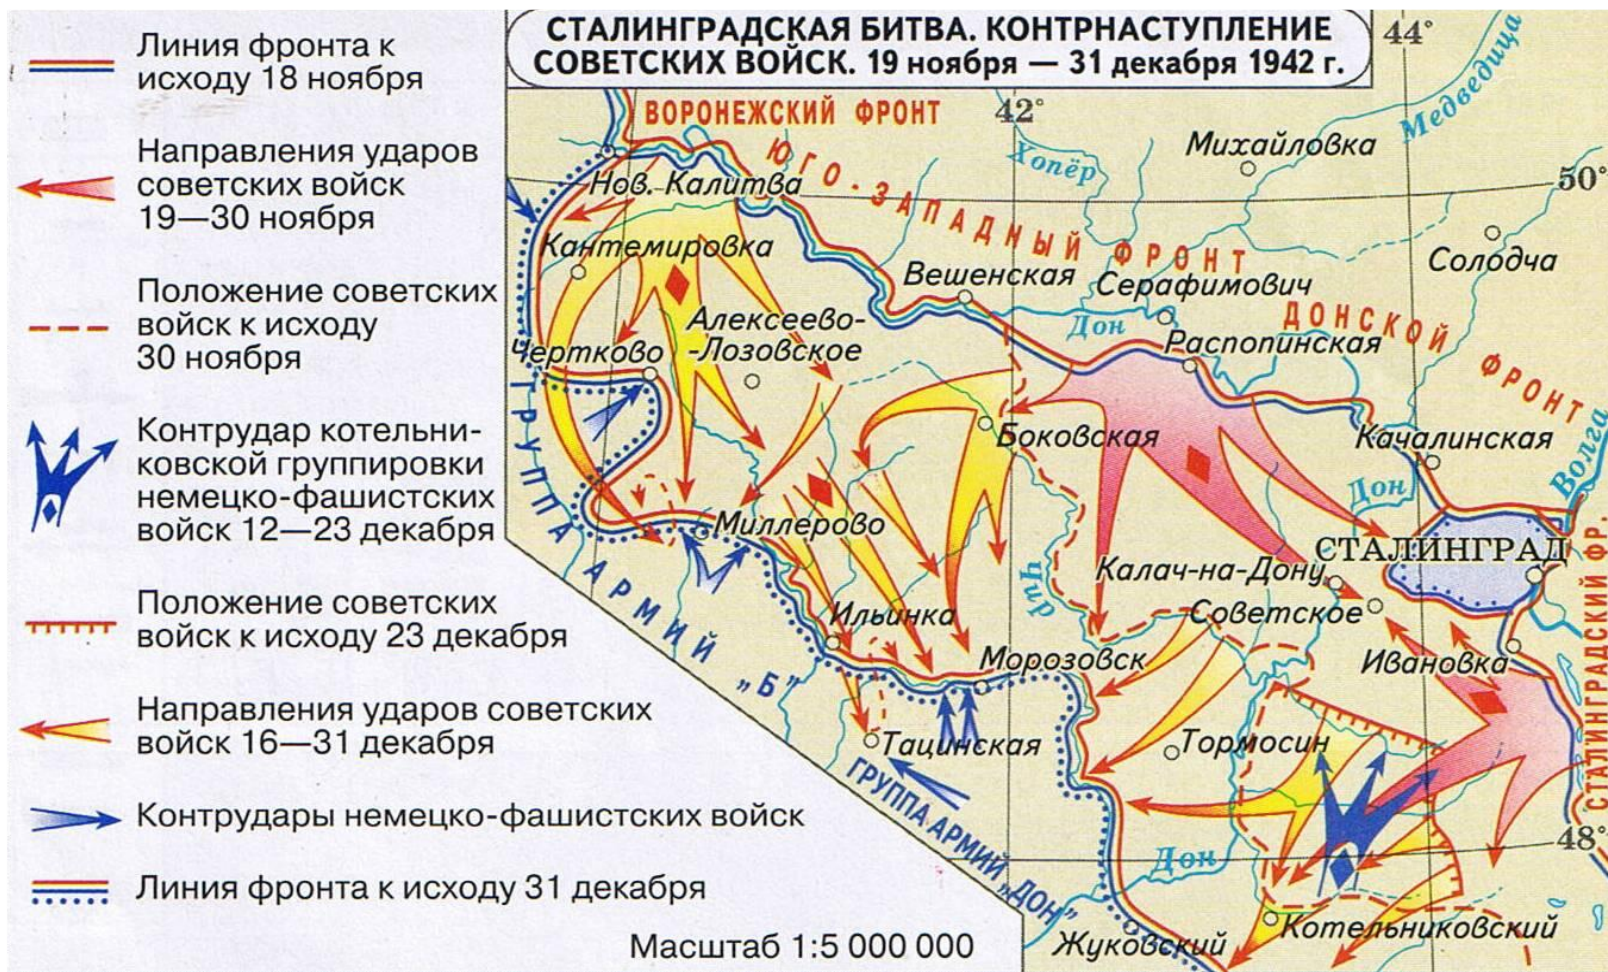 СТАЛИНГРАДСКАЯ БИТВА. КОНТРНАСТУПЛЕНИЕ
СОВЕТСКИХ ВОЙСК. 19 ноября — 31 декабря 1942 г.
Линия фронта к
исходу 18 ноября
Направления ударов
советских войск
19—30 ноября
Положение советских
войск к исходу
30 ноября
Контрудар котельни-
ковской группировки
немецко-фашистских
войск 12—23 декабря
Положение советских
войск к исходу 23 декабря
Направления ударов советских
войск 16—31 декабря
Контрудары немецко-фашистских войск
Линия фронта к исходу 31 декабря
Масштаб 1:5 000 000
44°
42°
ВОРОНЕЖСКИЙ ФРОНТ
Медведица
Хопёр
Михайловка
50°
ЮГО-ЗАПАДНЫЙ ФРОНТ
Нов. Калитва
Кантемировка
Вешенская
Серафимович
Солодча
Дон
ДОНСКОЙ ФРОНТ
Алексеево-
-Лозовское
Чертково
Распопинская
Боковская
Качалинская
Волга
Дон
ГРУППА АРМИЙ „Б"
Миллерово
СТАЛИНГРАД
Калач-на-Дону
Чир
Советское
Ильинка
Морозовск
Ивановка
СТАЛИНГРАДСКИЙ ФР.
Тацинская
Тормосин
ГРУППА АРМИЙ „ДОН"
48°
Дон
Котельниковский
Жуковский